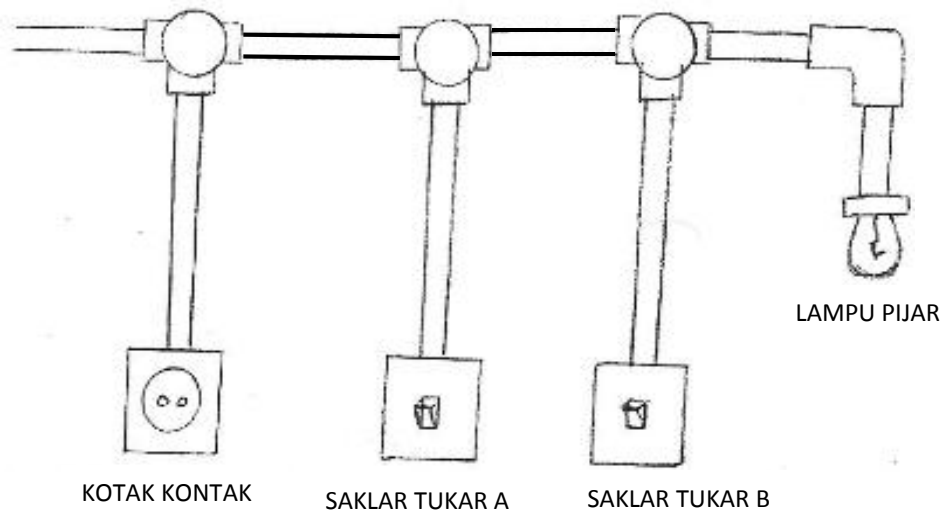 LAMPU PIJAR
KOTAK KONTAK
SAKLAR TUKAR A
SAKLAR TUKAR B